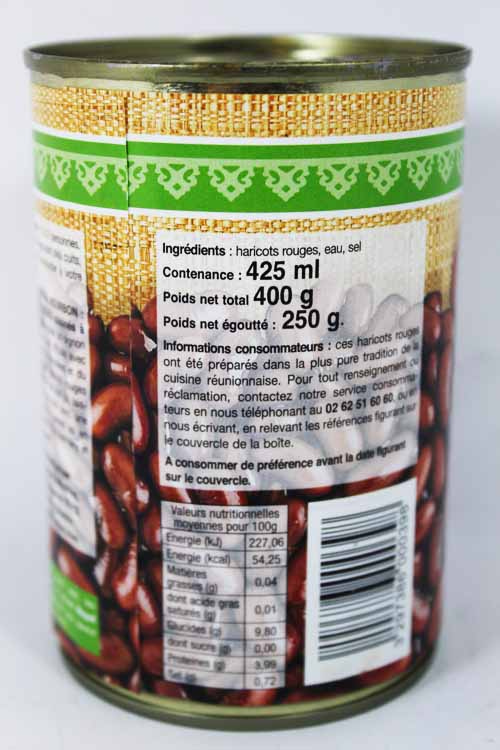 personnes,
à votre
BOURBON
Ingrédients : haricots rouges, eau, sel
Contenance : 425 ml
Poids net total 400 g
Poids net égoutté : 250 g.
Informations consommateurs : ces haricots rouges
ont été préparés dans la plus pure tradition de la
cuisine réunionnaise. Pour tout renseignement ou
réclamation, contactez notre service consomma-
teurs en nous téléphonant au 02 62 51 60 60, ou en
nous écrivant, en relevant les références figurant sur
le couvercle de la boîte.
A consommer de préférence avant la date figurant
sur le couvercle.
Valeurs nutritionnelles
moyennes pour 100g
Energie (kJ) 227,06
Energie (kcal) 54,25
Matières
grasses (g) 0,04
dont acide gras
saturés (g) 0,01
Glucides (g) 9,80
dont sucre (g) 0,00
Proteines (g) 3,99
Sel (g) 0,72